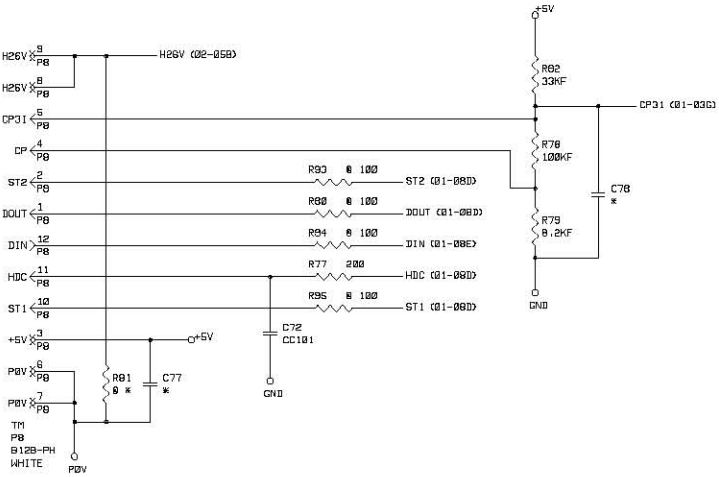 +5V
R82
33KF
H26V 9 P8
H26V (02-05B)
H26V 8 P8
CP31 (01-03G)
CP31 5 P8
CP 4 P8
R78
100KF
ST2 2 P8
R93 0 100
ST2 (01-08D)
C78
*
DOUT 1 P8
R80 0 100
DOUT (01-08D)
R79
8.2KF
DIN 12 P8
R94 0 100
DIN (01-08E)
HDC 11 P8
R77 200
HDC (01-08D)
GND
ST1 10 P8
R95 0 100
ST1 (01-08D)
C72
CC101
+5V 3 P8
+5V
P0V 6 P8
R81
0 *
C77
*
GND
P0V 7 P8
TM
P8
B12B-PH
WHITE
P0V